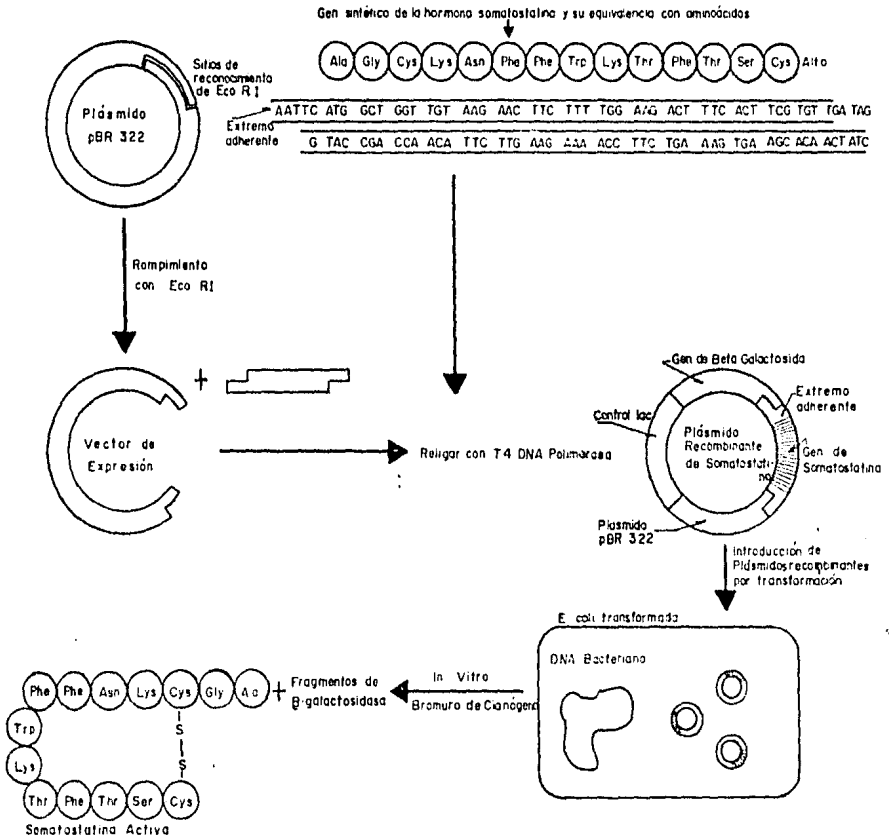 Gen sintético de la hormona somatostatina y su equivalencia con aminoácidos
Ala Gly Cys Lys Asn Phe Phe Trp Lys Thr Phe Thr Ser Cys Alto
Sitios de
reconocimiento
de Eco R I
Plásmido
pBR 322
AATTC ATG GCT GGT TGT AAG AAC TTC TTT TGG AAG ACT TTC ACT TCG TGT TGA TAG
Extremo
adherente
G TAC CGA CCA ACA TTC TTG AAG AAA ACC TTC TGA AAG TGA AGC ACA ACT ATC
Rompimiento
con Eco RI
+
Vector de
Expresión
Religar con T4 DNA Polimerasa
Gen de Beta Galactosida
Extremo
adherente
Control lac
Plásmido
Recombinante
de Somatostati
na
Gen de
Somatostatina
Plasmido
pBR 322
Introducción de
Plásmidos recombinantes
por transformación
E coli transformada
DNA Bacteriano
In Vitro
Bromuro de Cianógeno
+ Fragmentos de
β-galactosidasa
Phe Phe Asn Lys Cys Gly Ala
Trp
S
Lys
S
Thr Phe Thr Ser Cys
Somatostatina Activa